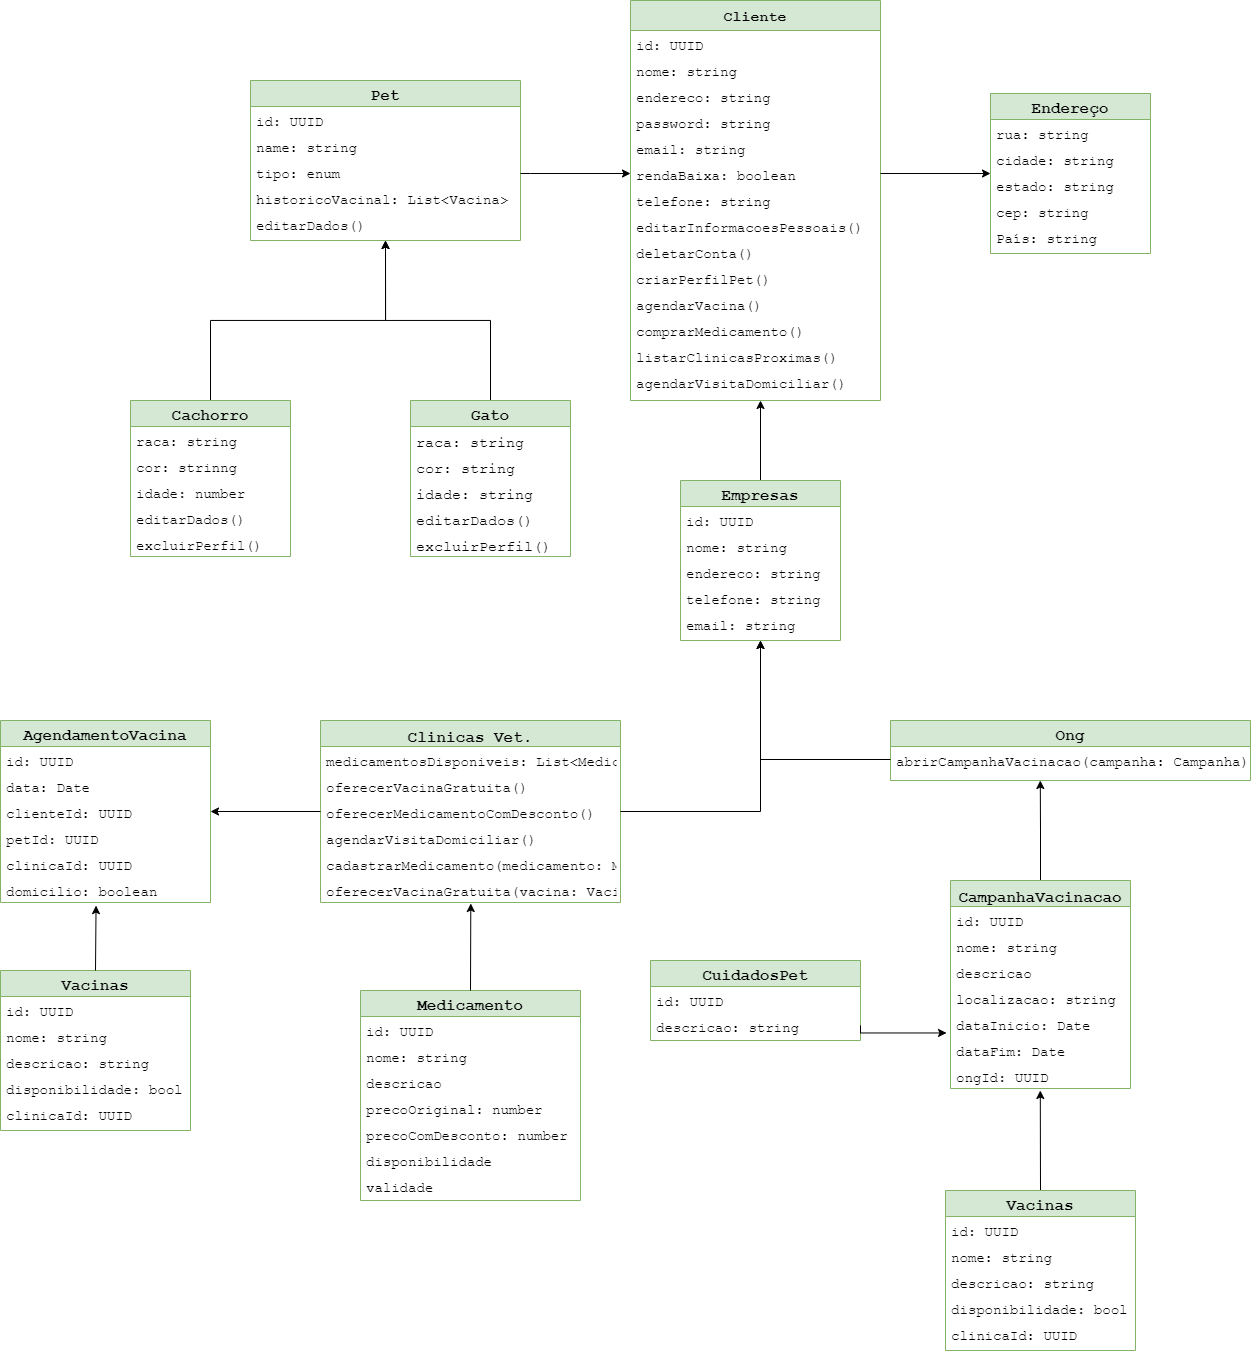 Cliente
id: UUID
nome: string
endereco: string
password: string
email: string
rendaBaixa: boolean
telefone: string
editarInformacoesPessoais()
deletarConta()
criarPerfilPet()
agendarVacina()
comprarMedicamento()
listarClinicasProximas()
agendarVisitaDomiciliar()
Pet
id: UUID
name: string
tipo: enum
historicoVacinal: List<Vacina>
editarDados()
Endereço
rua: string
cidade: string
estado: string
cep: string
País: string
Cachorro
raca: string
cor: strinng
idade: number
editarDados()
excluirPerfil()
Gato
raca: string
cor: string
idade: string
editarDados()
excluirPerfil()
Empresas
id: UUID
nome: string
endereco: string
telefone: string
email: string
AgendamentoVacina
id: UUID
data: Date
clienteId: UUID
petId: UUID
clinicaId: UUID
domicilio: boolean
Clinicas Vet.
medicamentosDisponiveis: List<Medic
oferecerVacinaGratuita()
oferecerMedicamentoComDesconto()
agendarVisitaDomiciliar()
cadastrarMedicamento(medicamento: M
oferecerVacinaGratuita(vacina: Vaci
Ong
abrirCampanhaVacinacao(campanha: Campanha)
CampanhaVacinacao
id: UUID
nome: string
descricao
localizacao: string
dataInicio: Date
dataFim: Date
ongId: UUID
CuidadosPet
id: UUID
descricao: string
Vacinas
id: UUID
nome: string
descricao: string
disponibilidade: bool
clinicaId: UUID
Medicamento
id: UUID
nome: string
descricao
precoOriginal: number
precoComDesconto: number
disponibilidade
validade
Vacinas
id: UUID
nome: string
descricao: string
disponibilidade: bool
clinicaId: UUID